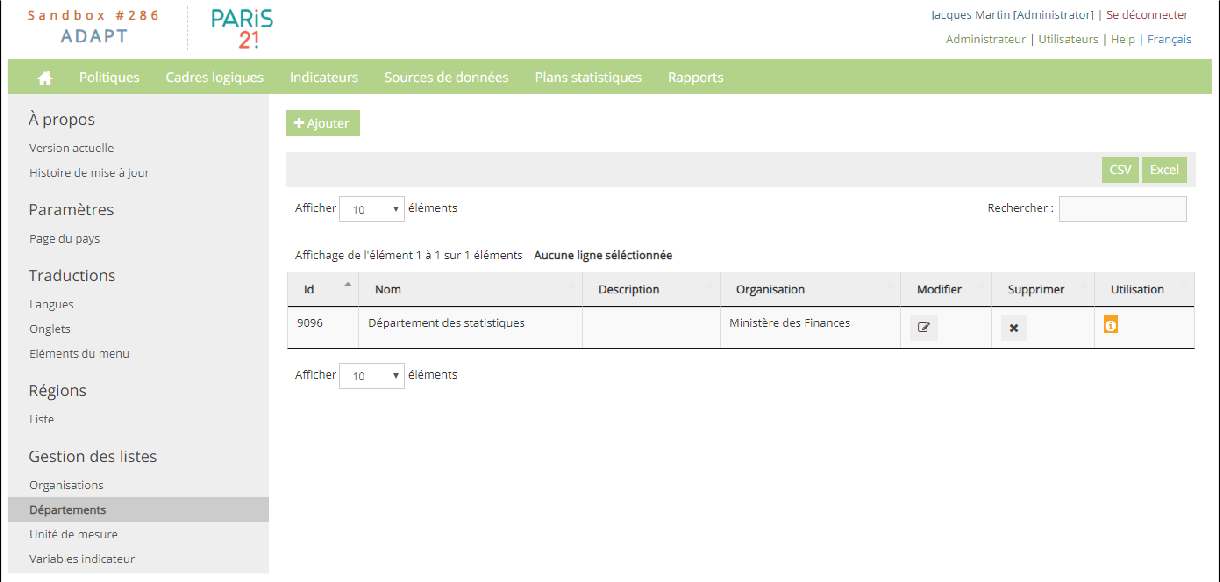 Sandbox #286
ADAPT
PARiS
21
Jacques Martin [Administrator] | Se déconnecter
Administrateur | Utilisateurs | Help | Français
Politiques Cadres logiques Indicateurs Sources de données Plans statistiques Rapports
À propos
Version actuelle
Histoire de mise à jour
Paramètres
Page du pays
Traductions
Langues
Onglets
Eléments du menu
Régions
Liste
Gestion des listes
Organisations
Départements
Unité de mesure
Variables indicateur
+ Ajouter
CSV Excel
Afficher 10 éléments
Rechercher :
Affichage de l'élément 1 à 1 sur 1 éléments Aucune ligne séléctionnée
Id Nom Description Organisation Modifier Supprimer Utilisation
9096 Département des statistiques Ministère des Finances
Afficher 10 éléments